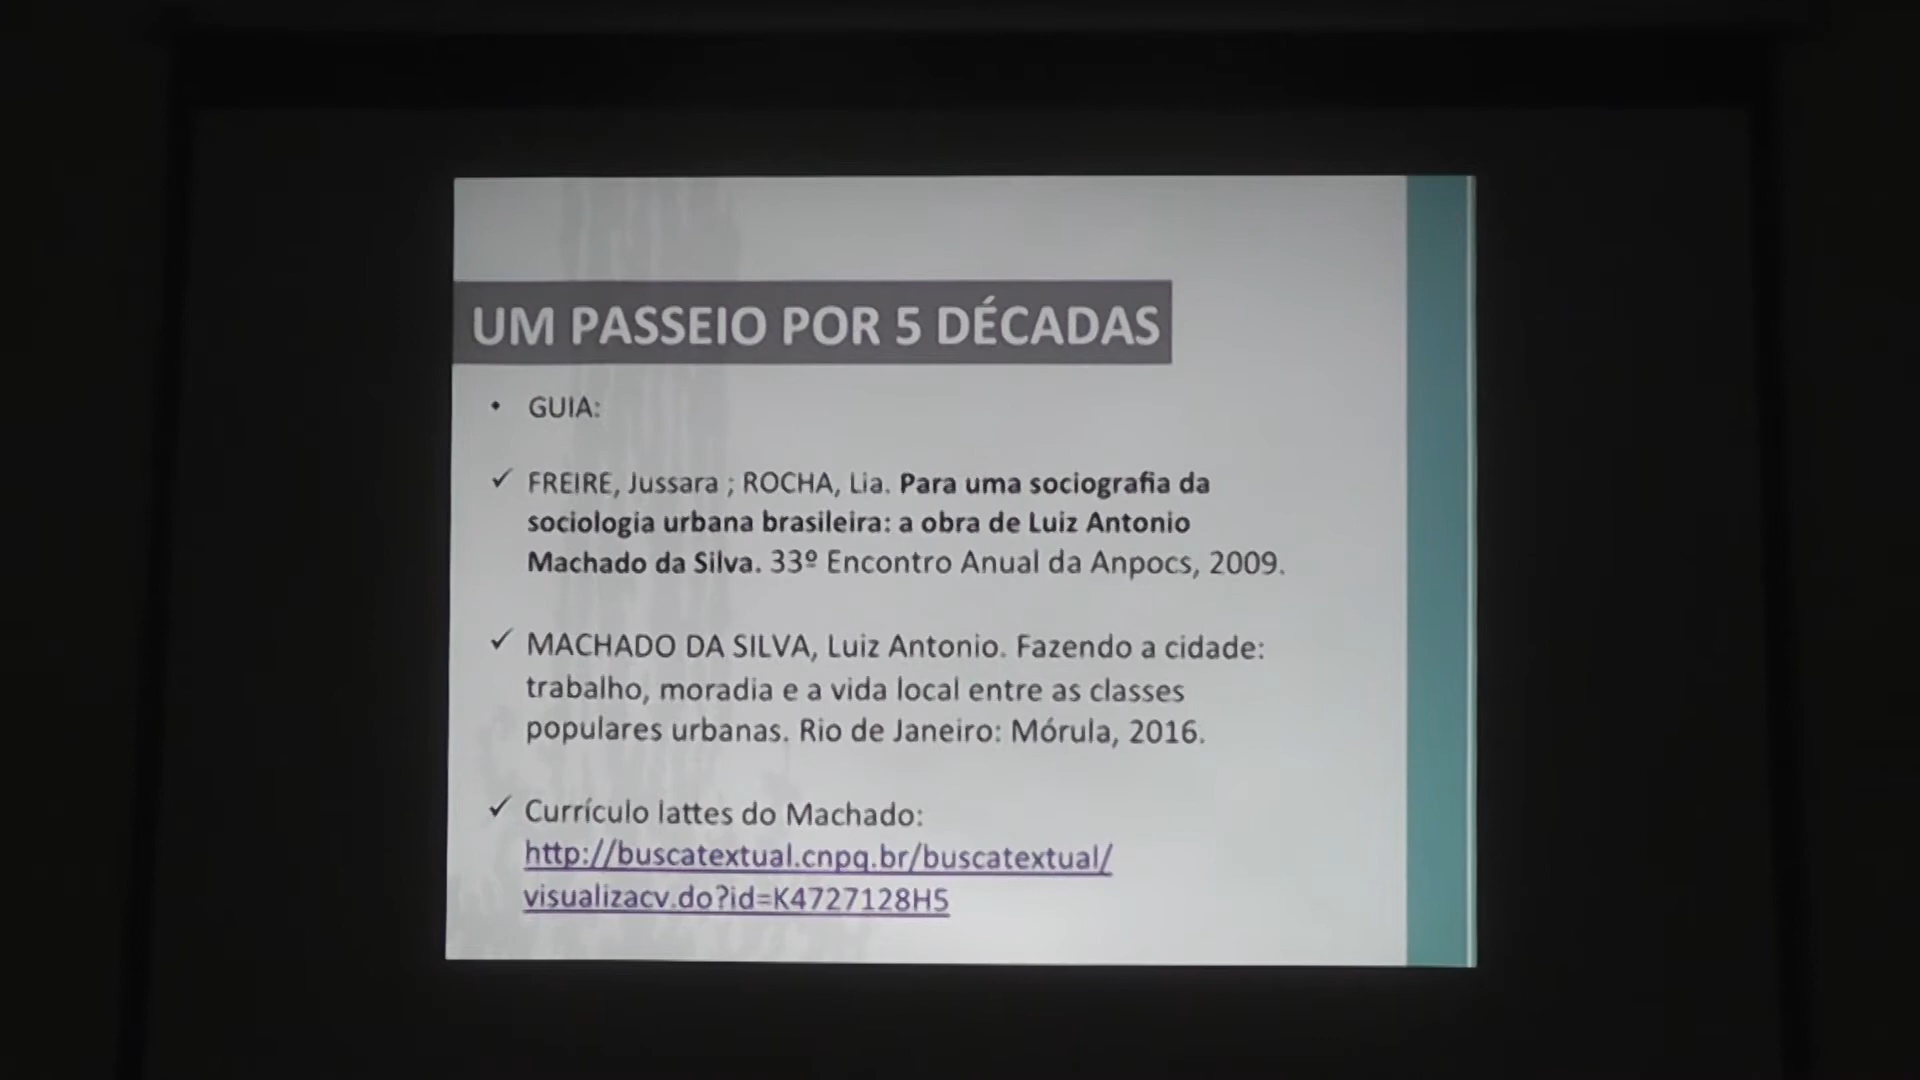 UM PASSEIO POR 5 DÉCADAS
• GUIA:
✓ FREIRE, Jussara ; ROCHA, Lia. Para uma sociografia da
sociologia urbana brasileira: a obra de Luiz Antonio
Machado da Silva. 33º Encontro Anual da Anpocs, 2009.
✓ MACHADO DA SILVA, Luiz Antonio. Fazendo a cidade:
trabalho, moradia e a vida local entre as classes
populares urbanas. Rio de Janeiro: Mórula, 2016.
✓ Currículo lattes do Machado:
http://buscatextual.cnpq.br/buscatextual/
visualizacv.do?id=K4727128H5